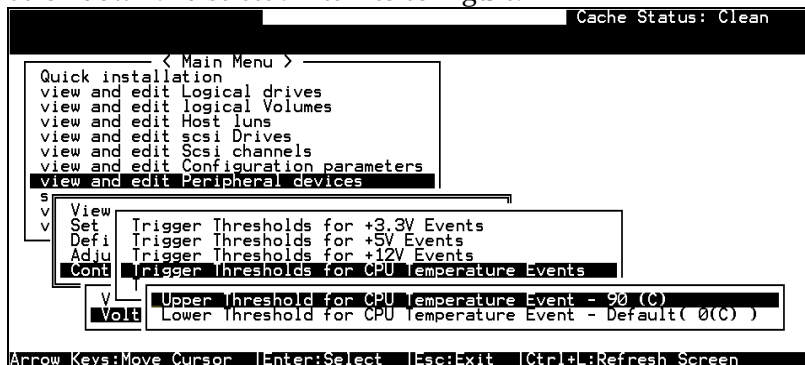 Cache Status: Clean
< Main Menu >
Quick installation
view and edit Logical drives
view and edit logical Volumes
view and edit Host luns
view and edit scsi Drives
view and edit Scsi channels
view and edit Configuration parameters
view and edit Peripheral devices
s
v View
v Set Trigger Thresholds for +3.3V Events
Defi Trigger Thresholds for +5V Events
Adju Trigger Thresholds for +12V Events
Cont Trigger Thresholds for CPU Temperature Events
V Upper Threshold for CPU Temperature Event - 90 (C)
Volt Lower Threshold for CPU Temperature Event - Default( 0(C) )
Arrow Keys:Move Cursor |Enter:Select |Esc:Exit |Ctrl+L:Refresh Screen